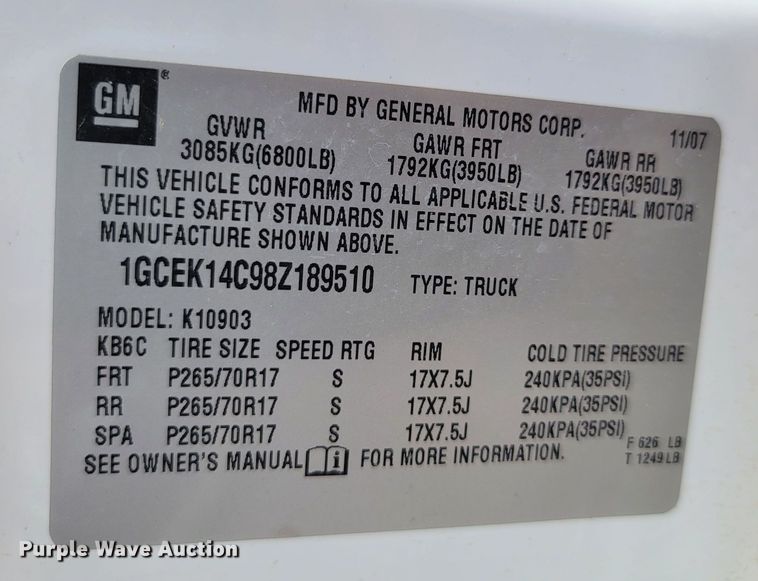 GM ®
MFD BY GENERAL MOTORS CORP. 11/07
GVWR GAWR FRT GAWR RR
3085KG(6800LB) 1792KG(3950LB) 1792KG(3950LB)
THIS VEHICLE CONFORMS TO ALL APPLICABLE U.S. FEDERAL MOTOR
VEHICLE SAFETY STANDARDS IN EFFECT ON THE DATE OF
MANUFACTURE SHOWN ABOVE.
1GCEK14C98Z189510 TYPE: TRUCK
MODEL: K10903
KB6C TIRE SIZE SPEED RTG RIM COLD TIRE PRESSURE
FRT P265/70R17 S 17X7.5J 240KPA(35PSI)
RR P265/70R17 S 17X7.5J 240KPA(35PSI)
SPA P265/70R17 S 17X7.5J 240KPA(35PSI)
F 626 LB
SEE OWNER'S MANUAL i FOR MORE INFORMATION. T 1249 LB
Purple Wave Auction